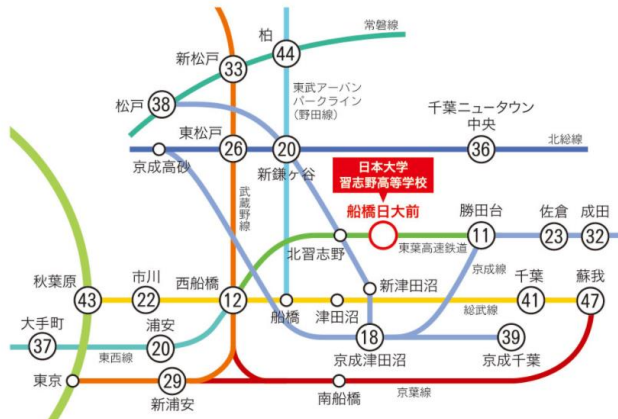 常磐線
柏
44
新松戸
33
松戸
38
東武アーバン
パークライン
(野田線)
千葉ニュータウン
中央
36
北総線
東松戸
26
20
新鎌ヶ谷
京成高砂
日本大学
習志野高等学校
船橋日大前
武蔵野線
北習志野
勝田台
11
佐倉
23
成田
32
東葉高速鉄道
京成線
秋葉原
43
市川
22
西船橋
12
船橋
津田沼
新津田沼
千葉
41
蘇我
47
総武線
大手町
37
浦安
20
東西線
18
京成津田沼
39
京成千葉
東京
29
新浦安
南船橋
京葉線